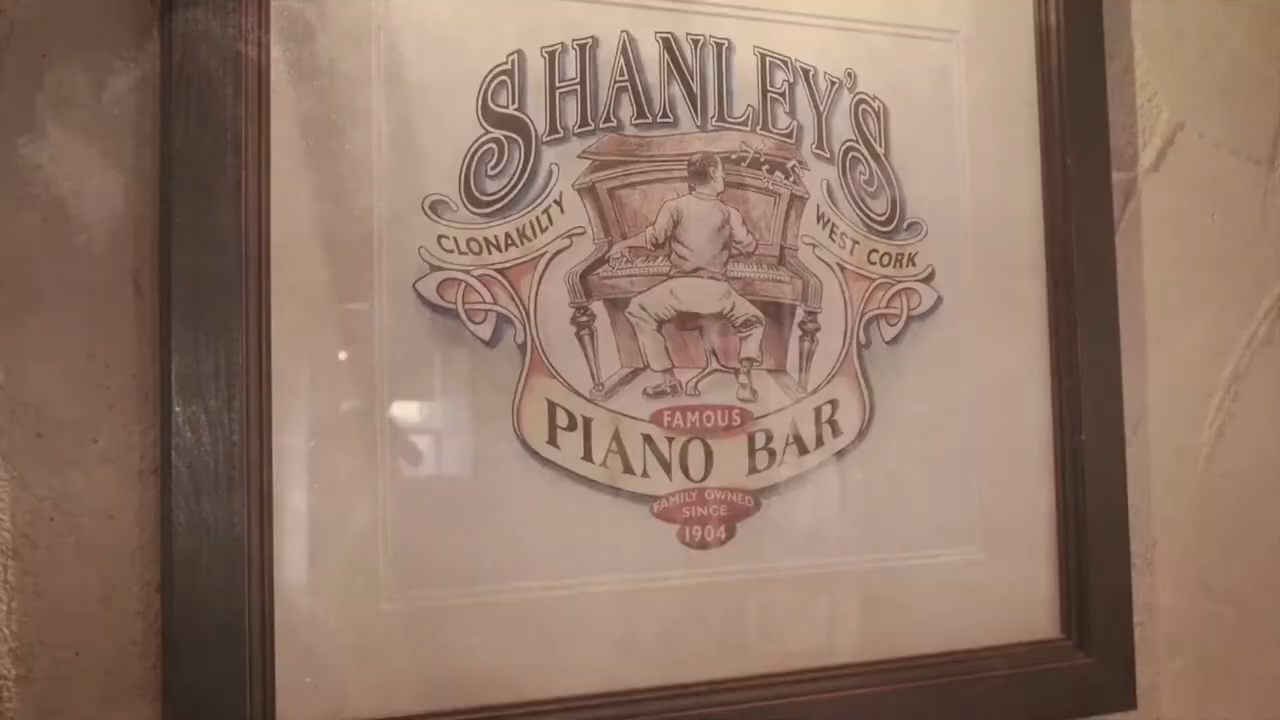 SHANLEY'S
CLONAKILTY
WEST CORK
FAMOUS
PIANO BAR
FAMILY OWNED
SINCE
1904